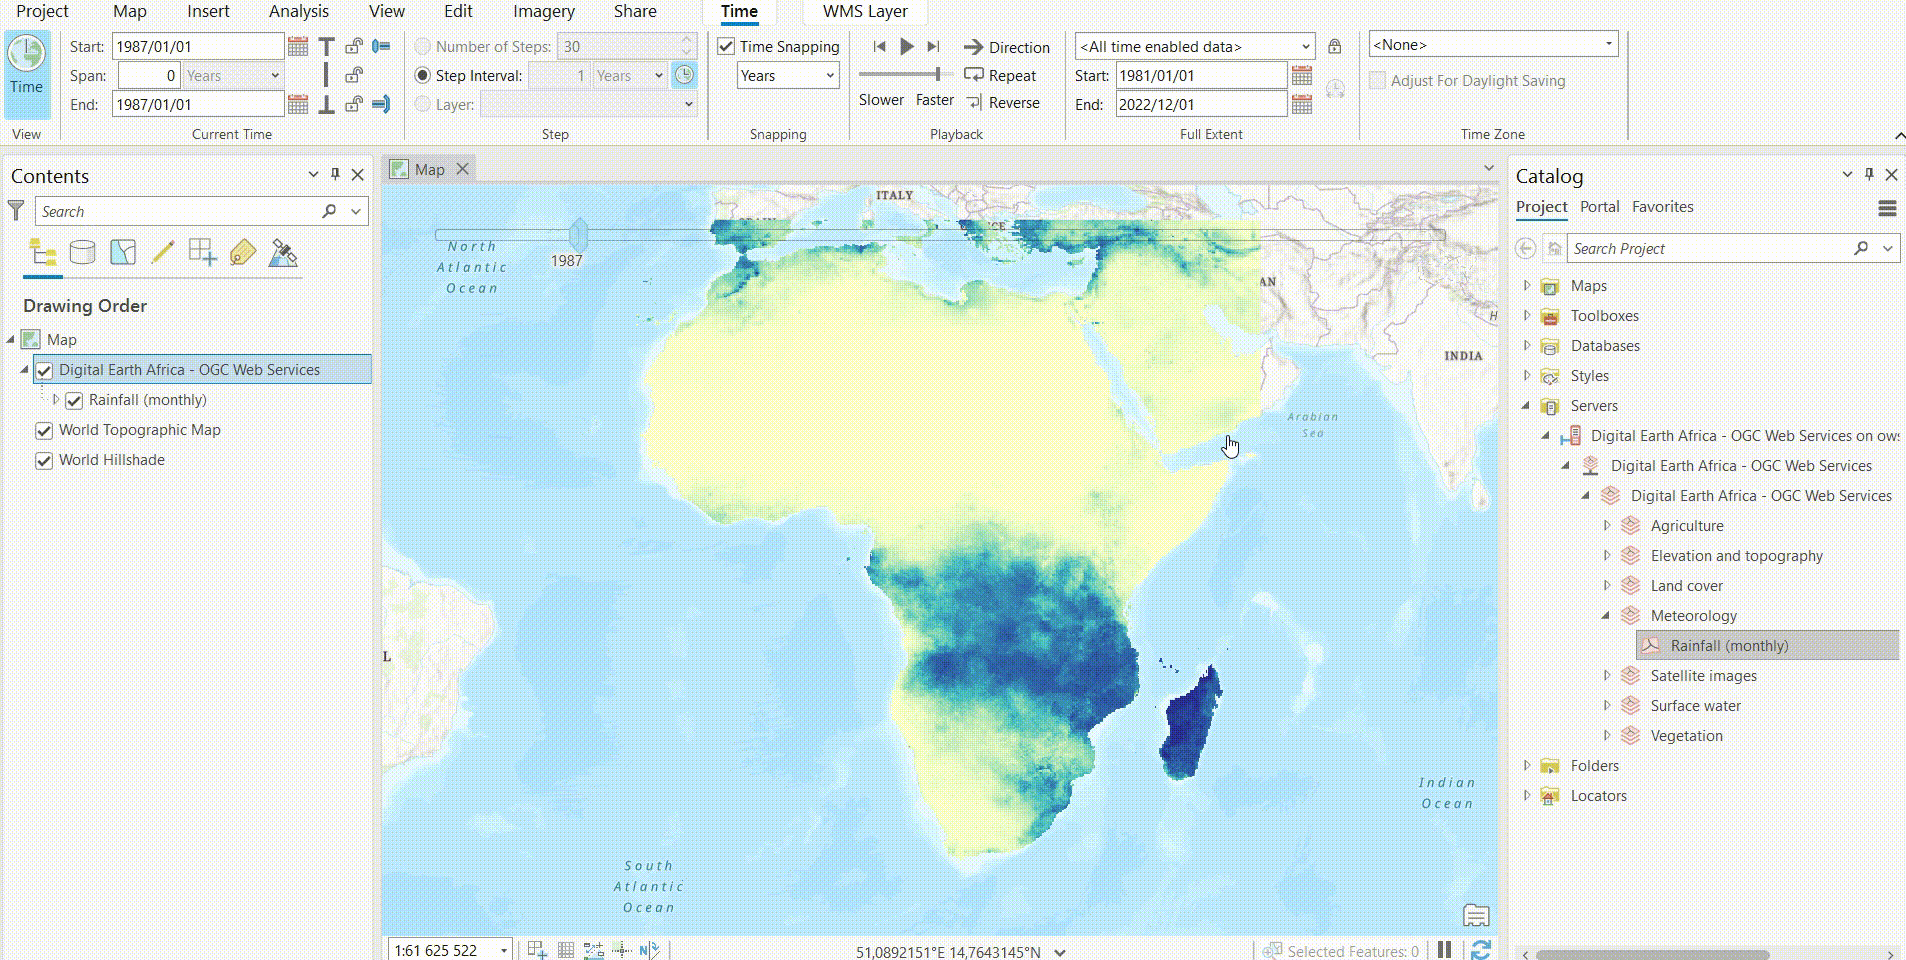 Project Map Insert Analysis View Edit Imagery Share Time WMS Layer
Time
View
Start: 1987/01/01
Span: 0 Years
End: 1987/01/01
Current Time
Number of Steps: 30
Step Interval: 1 Years
Layer:
Step
Time Snapping
Years
Snapping
Direction
Repeat
Slower Faster Reverse
Playback
<All time enabled data>
Start: 1981/01/01
End: 2022/12/01
Full Extent
<None>
Adjust For Daylight Saving
Time Zone
Contents
Search
Drawing Order
Map
Digital Earth Africa - OGC Web Services
Rainfall (monthly)
World Topographic Map
World Hillshade
Map
ITALY
North
Atlantic
Ocean
1987
AN
H
INDIA
Arabian
Sea
L
Indian
Ocean
South
Atlantic
Ocean
1:61 625 522
51,0892151°E 14,7643145°N
Selected Features: 0
Catalog
Project Portal Favorites
Search Project
Maps
Toolboxes
Databases
Styles
Servers
Digital Earth Africa - OGC Web Services on ows
Digital Earth Africa - OGC Web Services
Digital Earth Africa - OGC Web Services
Agriculture
Elevation and topography
Land cover
Meteorology
Rainfall (monthly)
Satellite images
Surface water
Vegetation
Folders
Locators